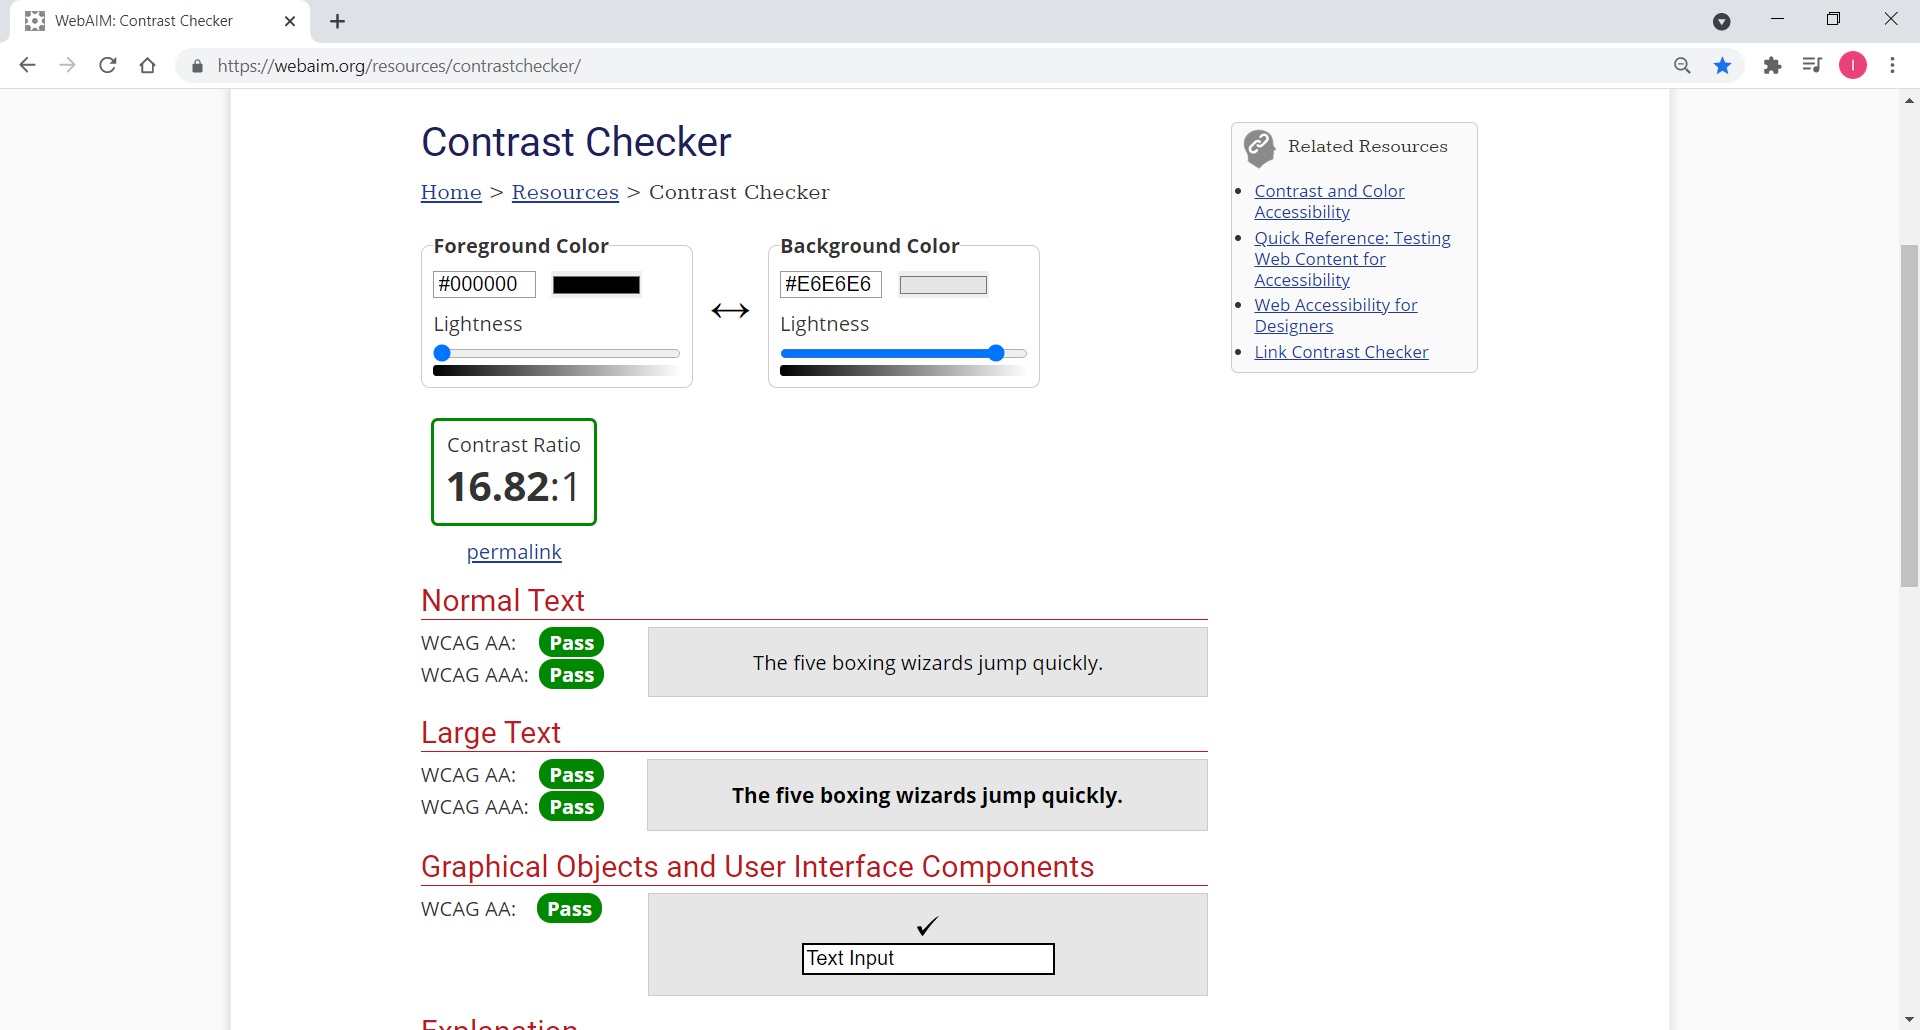 WebAIM: Contrast Checker
https://webaim.org/resources/contrastchecker/
I
Contrast Checker
Home > Resources > Contrast Checker
Foreground Color
#000000
Lightness
Background Color
#E6E6E6
Lightness
Contrast Ratio
16.82:1
permalink
Normal Text
WCAG AA: Pass
WCAG AAA: Pass
The five boxing wizards jump quickly.
Large Text
WCAG AA: Pass
WCAG AAA: Pass
The five boxing wizards jump quickly.
Graphical Objects and User Interface Components
WCAG AA: Pass
Text Input
Explanation
Related Resources
Contrast and Color
Accessibility
Quick Reference: Testing
Web Content for
Accessibility
Web Accessibility for
Designers
Link Contrast Checker